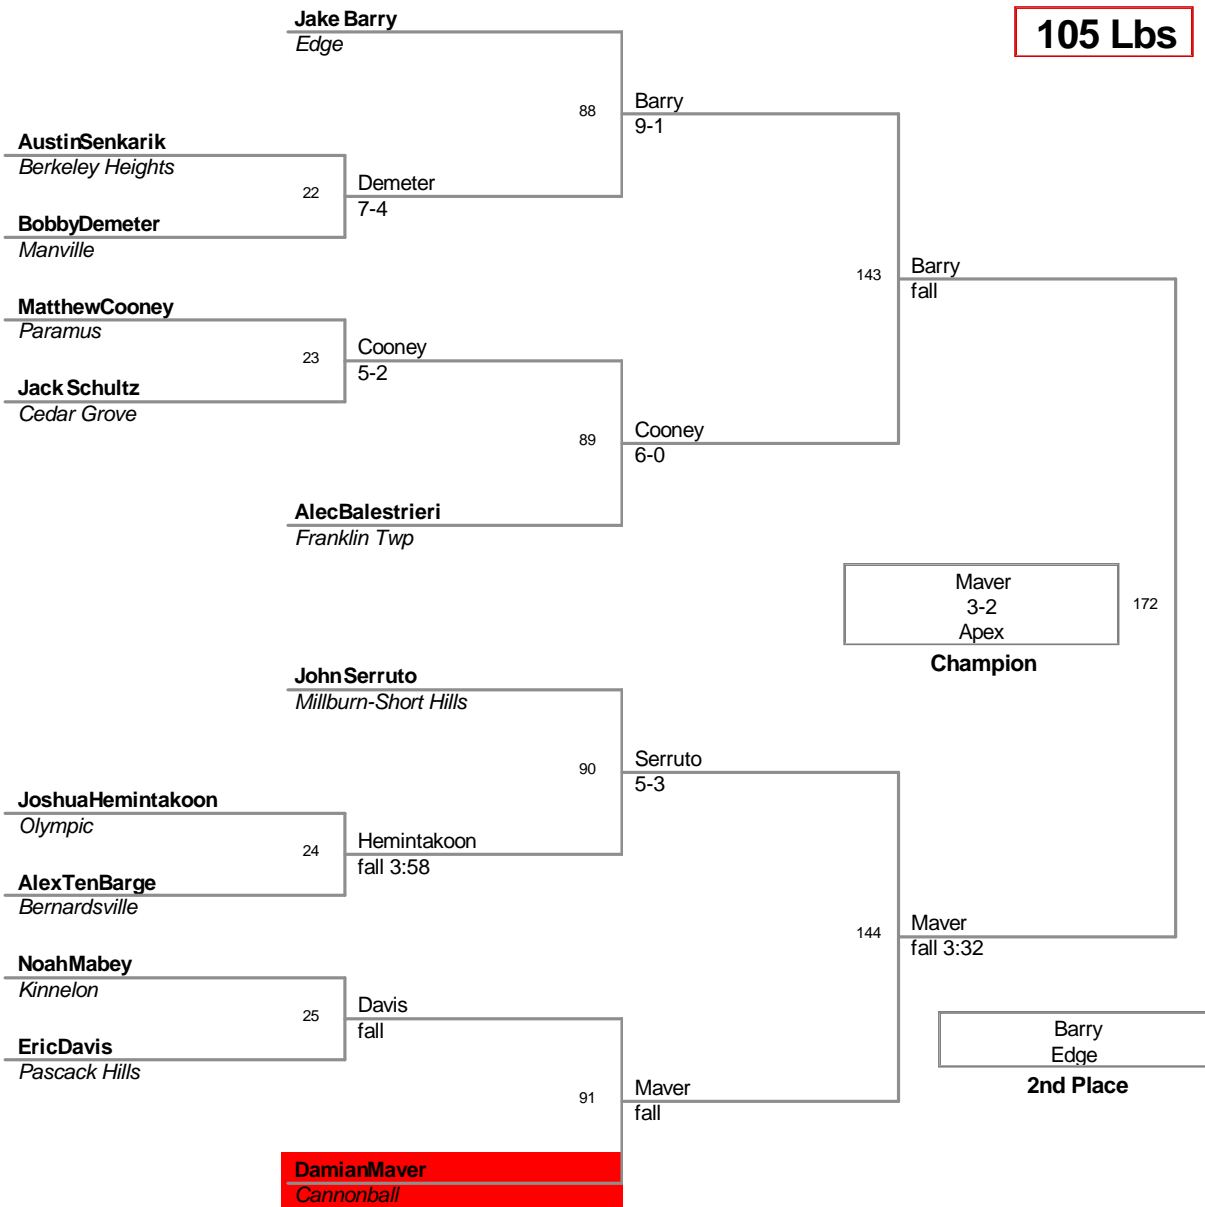 Jake Barry
Edge
105 Lbs
88
Barry
9-1
AustinSenkarik
Berkeley Heights
22
Demeter
7-4
BobbyDemeter
Manville
143
Barry
fall
MatthewCooney
Paramus
23
Cooney
5-2
Jack Schultz
Cedar Grove
89
Cooney
6-0
AlecBalestrieri
Franklin Twp
Maver
3-2
Apex
172
Champion
JohnSerruto
Millburn-Short Hills
90
Serruto
5-3
JoshuaHemintakoon
Olympic
24
Hemintakoon
fall 3:58
AlexTenBarge
Bernardsville
144
Maver
fall 3:32
NoahMabey
Kinnelon
25
Davis
fall
EricDavis
Pascack Hills
Barry
Edge
2nd Place
91
Maver
fall
DamianMaver
Cannonball